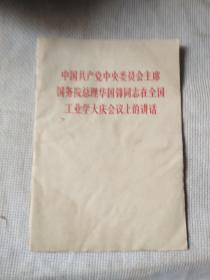 中国共产党中央委员会主席
国务院总理华国锋同志在全国
工业学大庆会议上的讲话